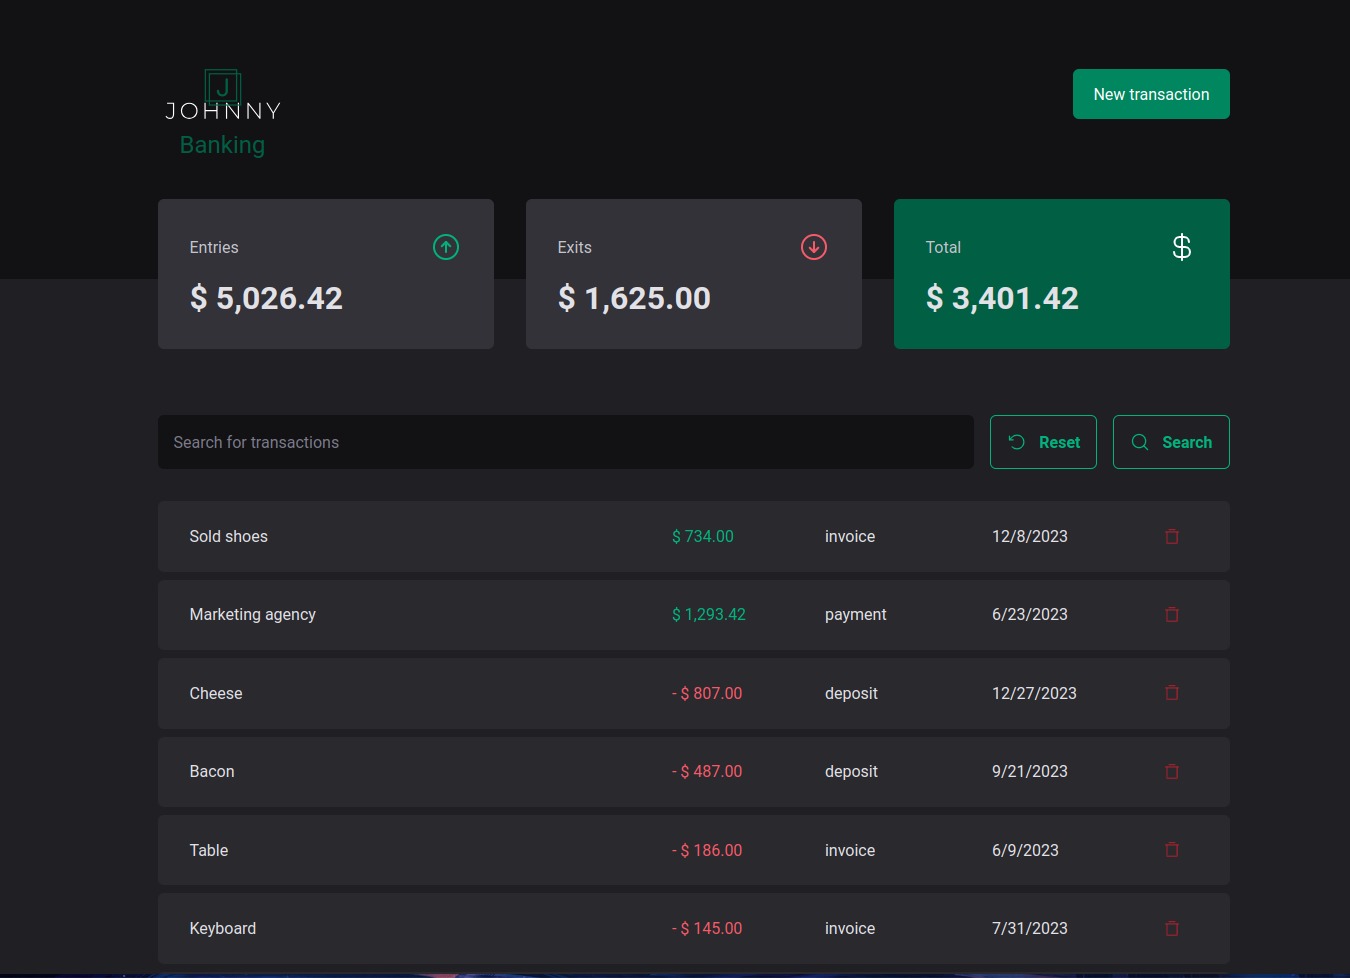 J
JOHNNY
Banking
New transaction
Entries
$ 5,026.42
Exits
$ 1,625.00
Total
$
$ 3,401.42
Search for transactions
Reset
Search
Sold shoes $ 734.00 invoice 12/8/2023
Marketing agency $ 1,293.42 payment 6/23/2023
Cheese - $ 807.00 deposit 12/27/2023
Bacon - $ 487.00 deposit 9/21/2023
Table - $ 186.00 invoice 6/9/2023
Keyboard - $ 145.00 invoice 7/31/2023